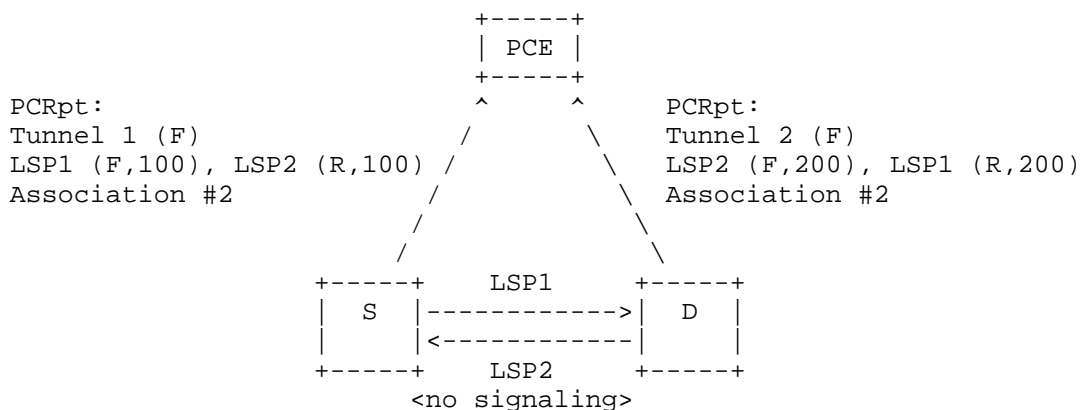 +-----+
| PCE |
+-----+
PCRpt:                                ^      ^      PCRpt:
Tunnel 1 (F)                         /        \     Tunnel 2 (F)
LSP1 (F,100), LSP2 (R,100)          /          \    LSP2 (F,200), LSP1 (R,200)
Association #2                     /            \   Association #2
/              \
/                \
+-----+    LSP1     +-----+
|  S  |------------>|  D  |
|     |<------------|     |
+-----+    LSP2     +-----+
<no signaling>